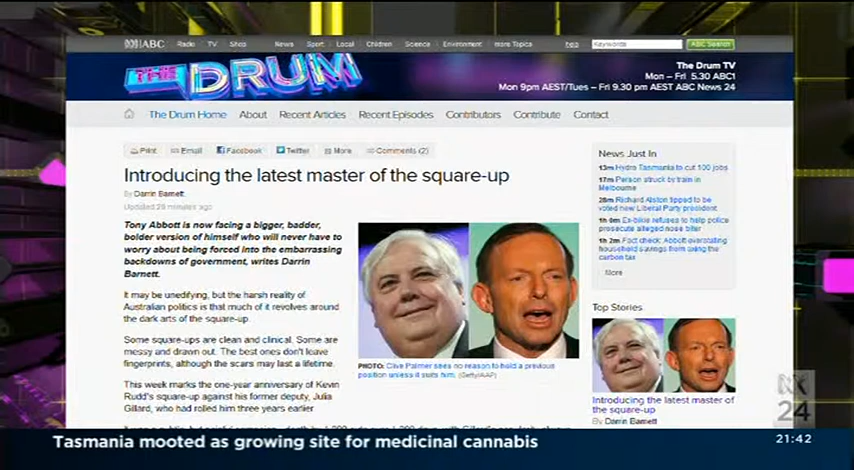 ABC Radio TV Shop News Sport Local Children Science Environment more Topics help Keywords ABC Search
THE DRUM
The Drum TV
Mon – Fri 5.30 ABC1
Mon 9pm AEST/Tues – Fri 9.30 pm AEST ABC News 24
The Drum Home About Recent Articles Recent Episodes Contributors Contribute Contact
Print Email Facebook Twitter More Comments (2)
Introducing the latest master of the square-up
By Darrin Barnett
Updated 29 minutes ago
Tony Abbott is now facing a bigger, badder,
bolder version of himself who will never have to
worry about being forced into the embarrassing
backdowns of government, writes Darrin
Barnett.
It may be unedifying, but the harsh reality of
Australian politics is that much of it revolves around
the dark arts of the square-up.
Some square-ups are clean and clinical. Some are
messy and drawn out. The best ones don't leave
fingerprints, although the scars may last a lifetime.
This week marks the one-year anniversary of Kevin
Rudd's square-up against his former deputy, Julia
Gillard, who had rolled him three years earlier
PHOTO: Clive Palmer sees no reason to hold a previous
position unless it suits him. (Getty/AAP)
News Just In
13m Hydro Tasmania to cut 100 jobs
17m Person struck by train in
Melbourne
28m Richard Alston tipped to be
voted new Liberal Party president
1h 0m Ex-bikie refuses to help police
prosecute alleged nose biter
1h 2m Fact check: Abbott overstating
household savings from axing the
carbon tax
More
Top Stories
Introducing the latest master of
the square-up
By Darrin Barnett
24
Tasmania mooted as growing site for medicinal cannabis
21:42